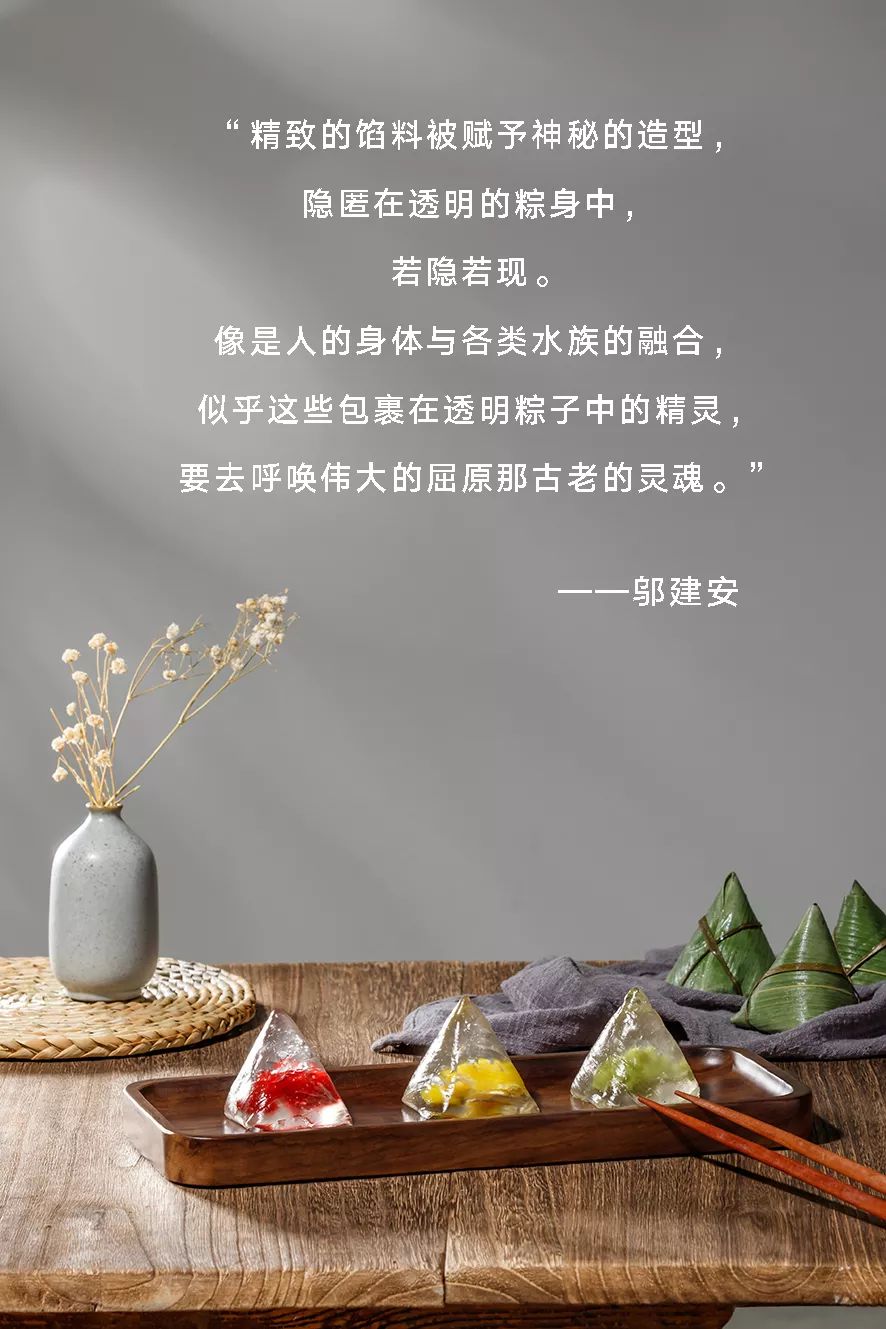 “精致的馅料被赋予神秘的造型，
隐匿在透明的粽身中，
若隐若现。
像是人的身体与各类水族的融合，
似乎这些包裹在透明粽子中的精灵，
要去呼唤伟大的屈原那古老的灵魂。”
——邬建安